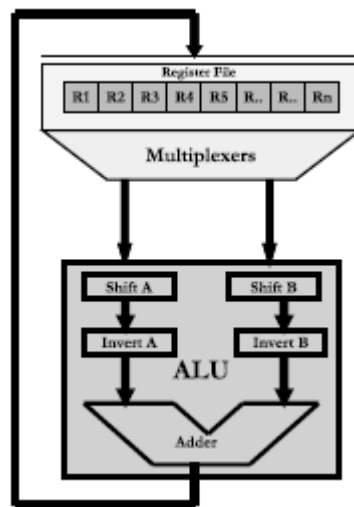 Register File
R1 R2 R3 R4 R5 R.. R.. Rn
Multiplexers
Shift A Shift B
Invert A Invert B
ALU
Adder